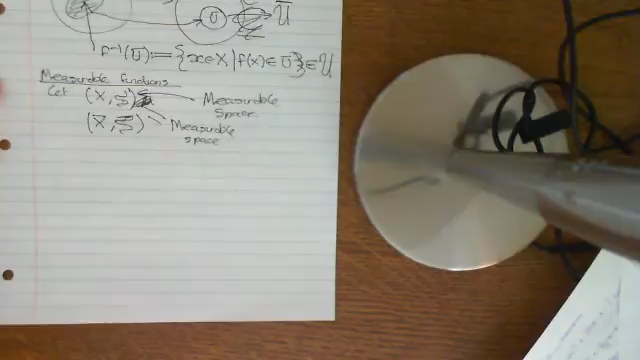 Ū Ū
f⁻¹(Ū) := {x∈X | f(x)∈Ū} ∈ U
Measurable functions
Let (X, ξ) Measurable
Space
(X̄, ξ̄) Measurable
space